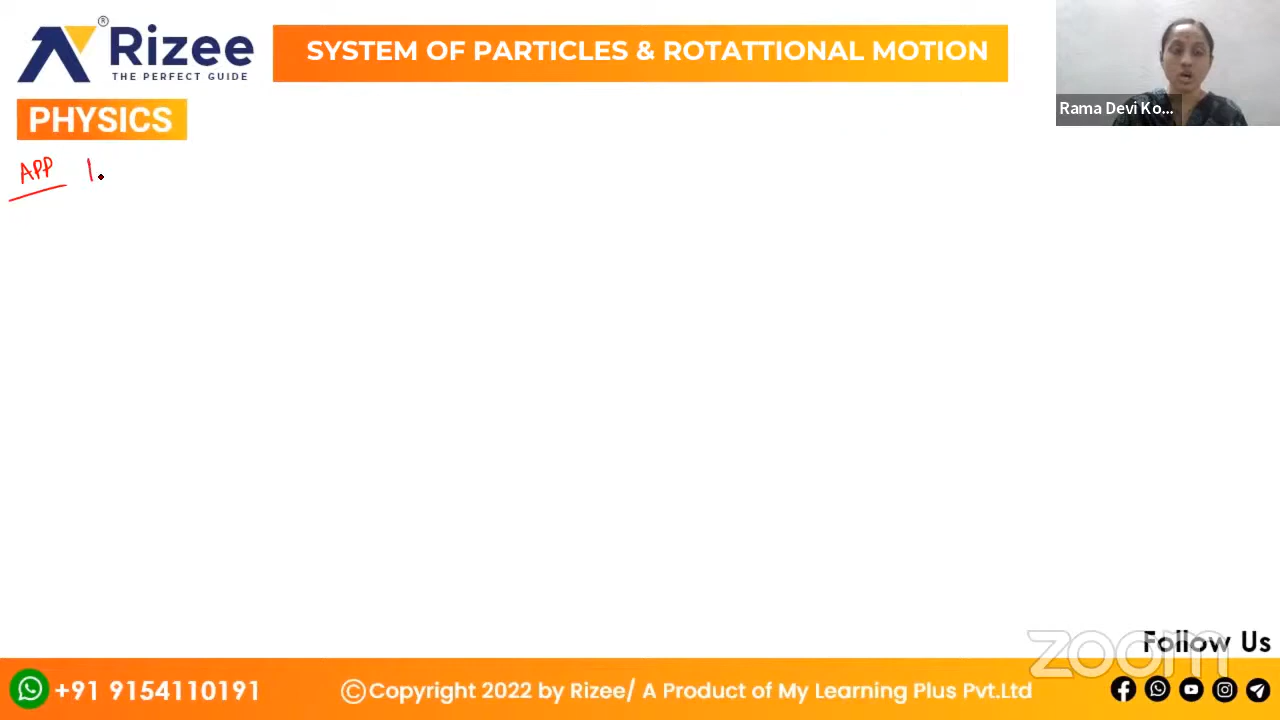 Rizee®
THE PERFECT GUIDE
SYSTEM OF PARTICLES & ROTATTIONAL MOTION
Rama Devi Ko...
PHYSICS
APP 1.
Follow Us
zoom
+91 9154110191
©Copyright 2022 by Rizee/ A Product of My Learning Plus Pvt.Ltd